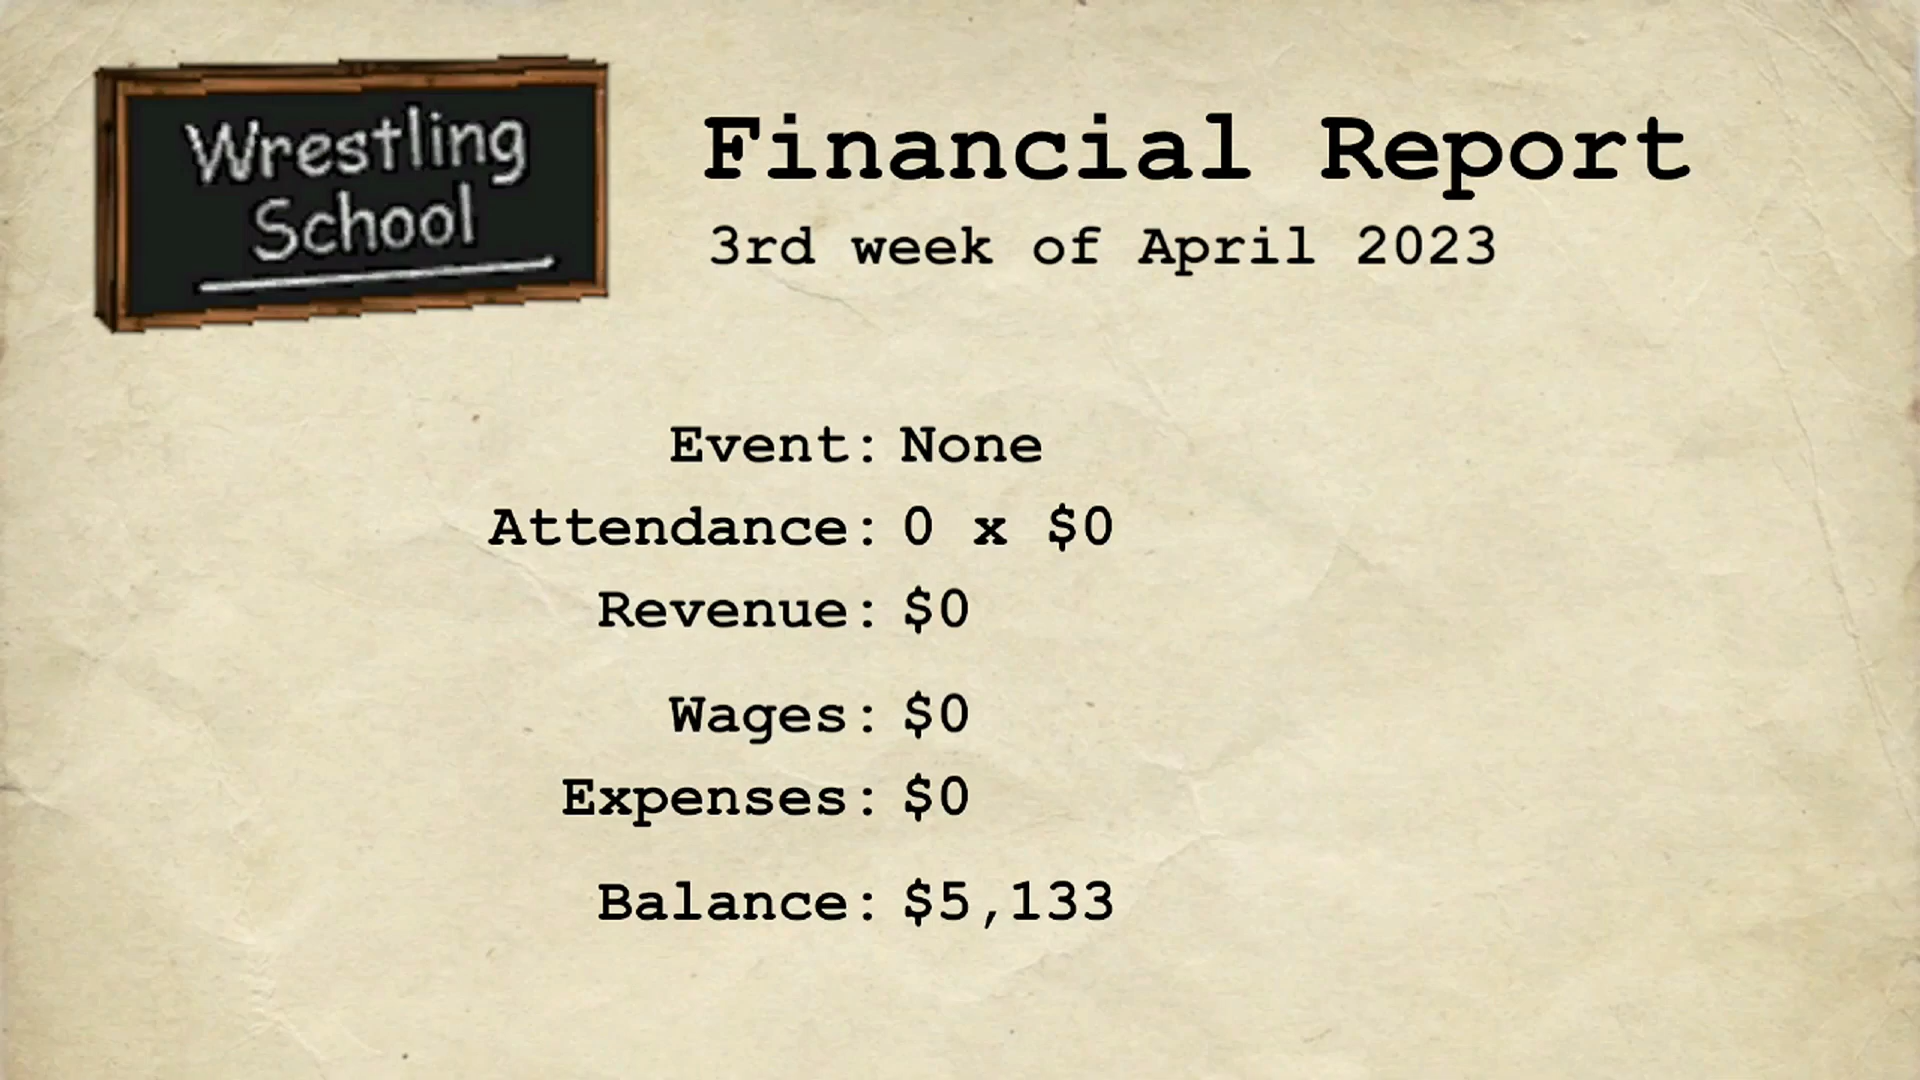 Wrestling
School
Financial Report
3rd week of April 2023
Event: None
Attendance: 0 x $0
Revenue: $0
Wages: $0
Expenses: $0
Balance: $5,133